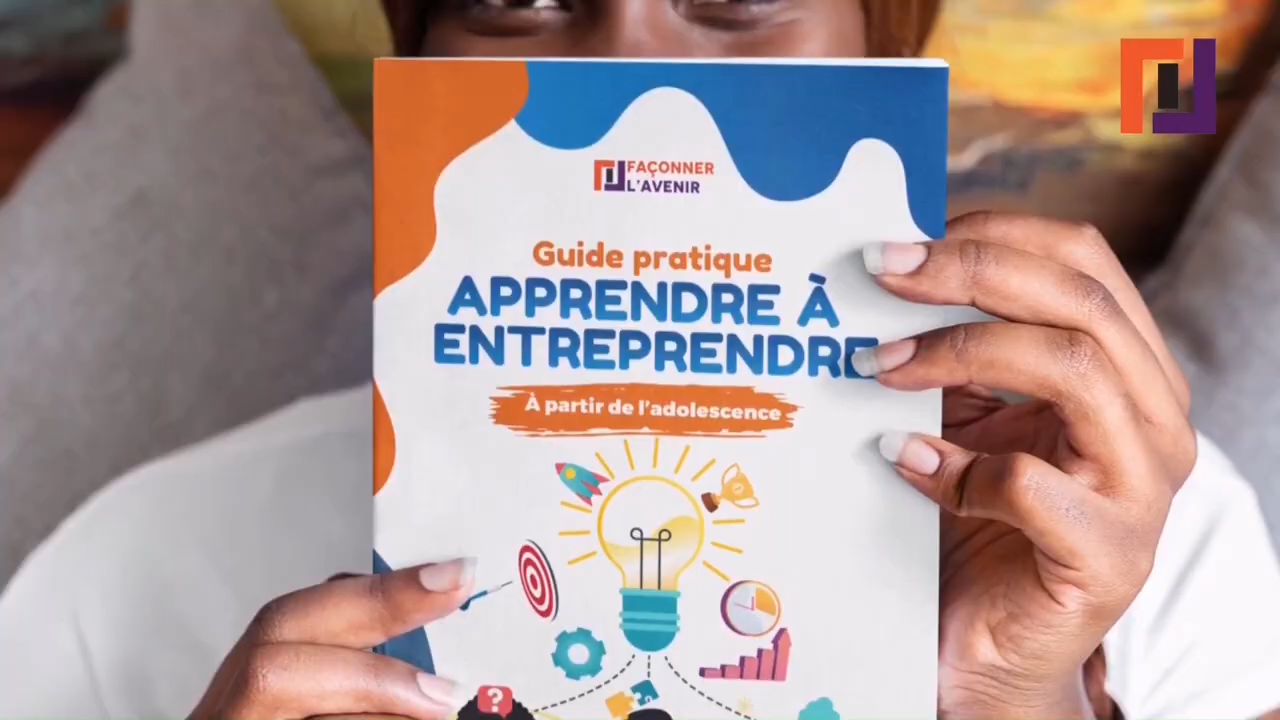 FAÇONNER
L'AVENIR
Guide pratique
APPRENDRE À
ENTREPRENDRE
À partir de l'adolescence
?